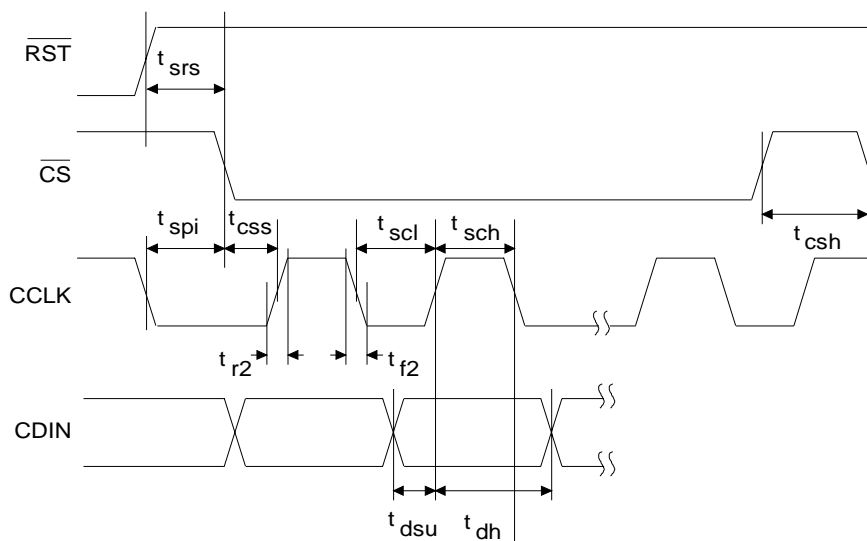 RST
t srs
CS
t spi
t css
t scl
t sch
t csh
CCLK
t r2
t f2
CDIN
t dsu
t dh